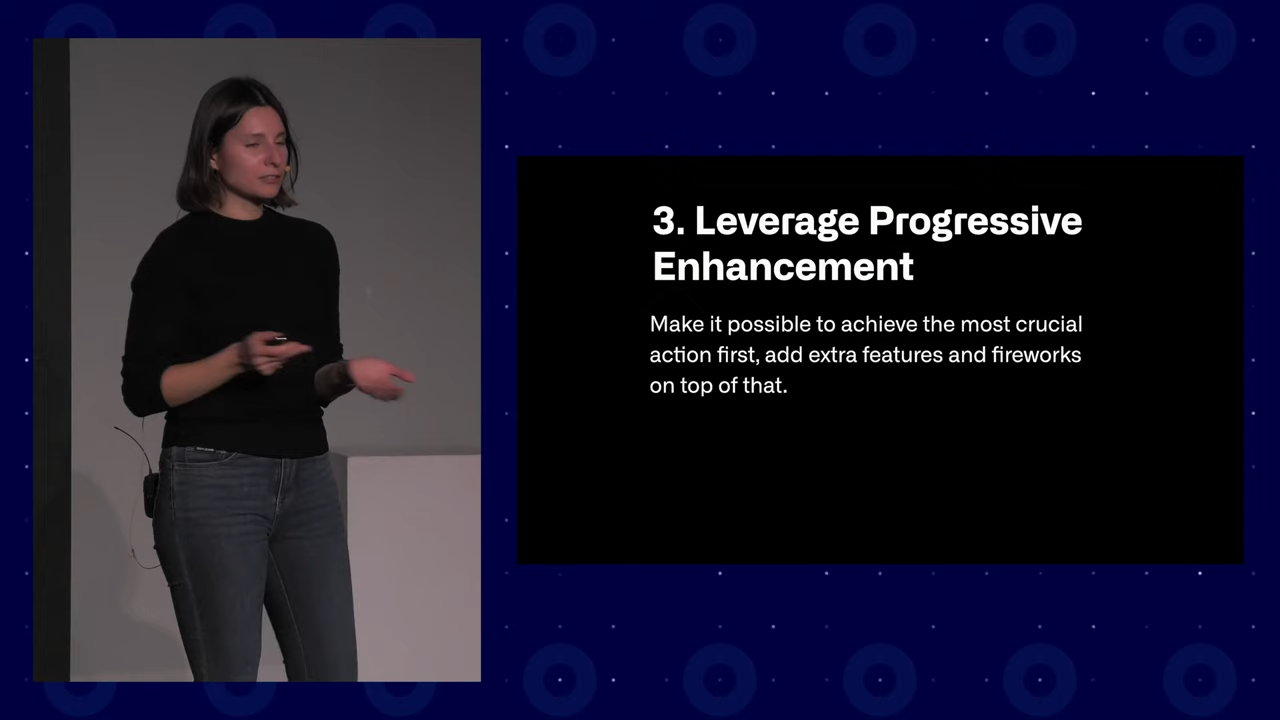 3. Leverage Progressive
Enhancement
Make it possible to achieve the most crucial
action first, add extra features and fireworks
on top of that.